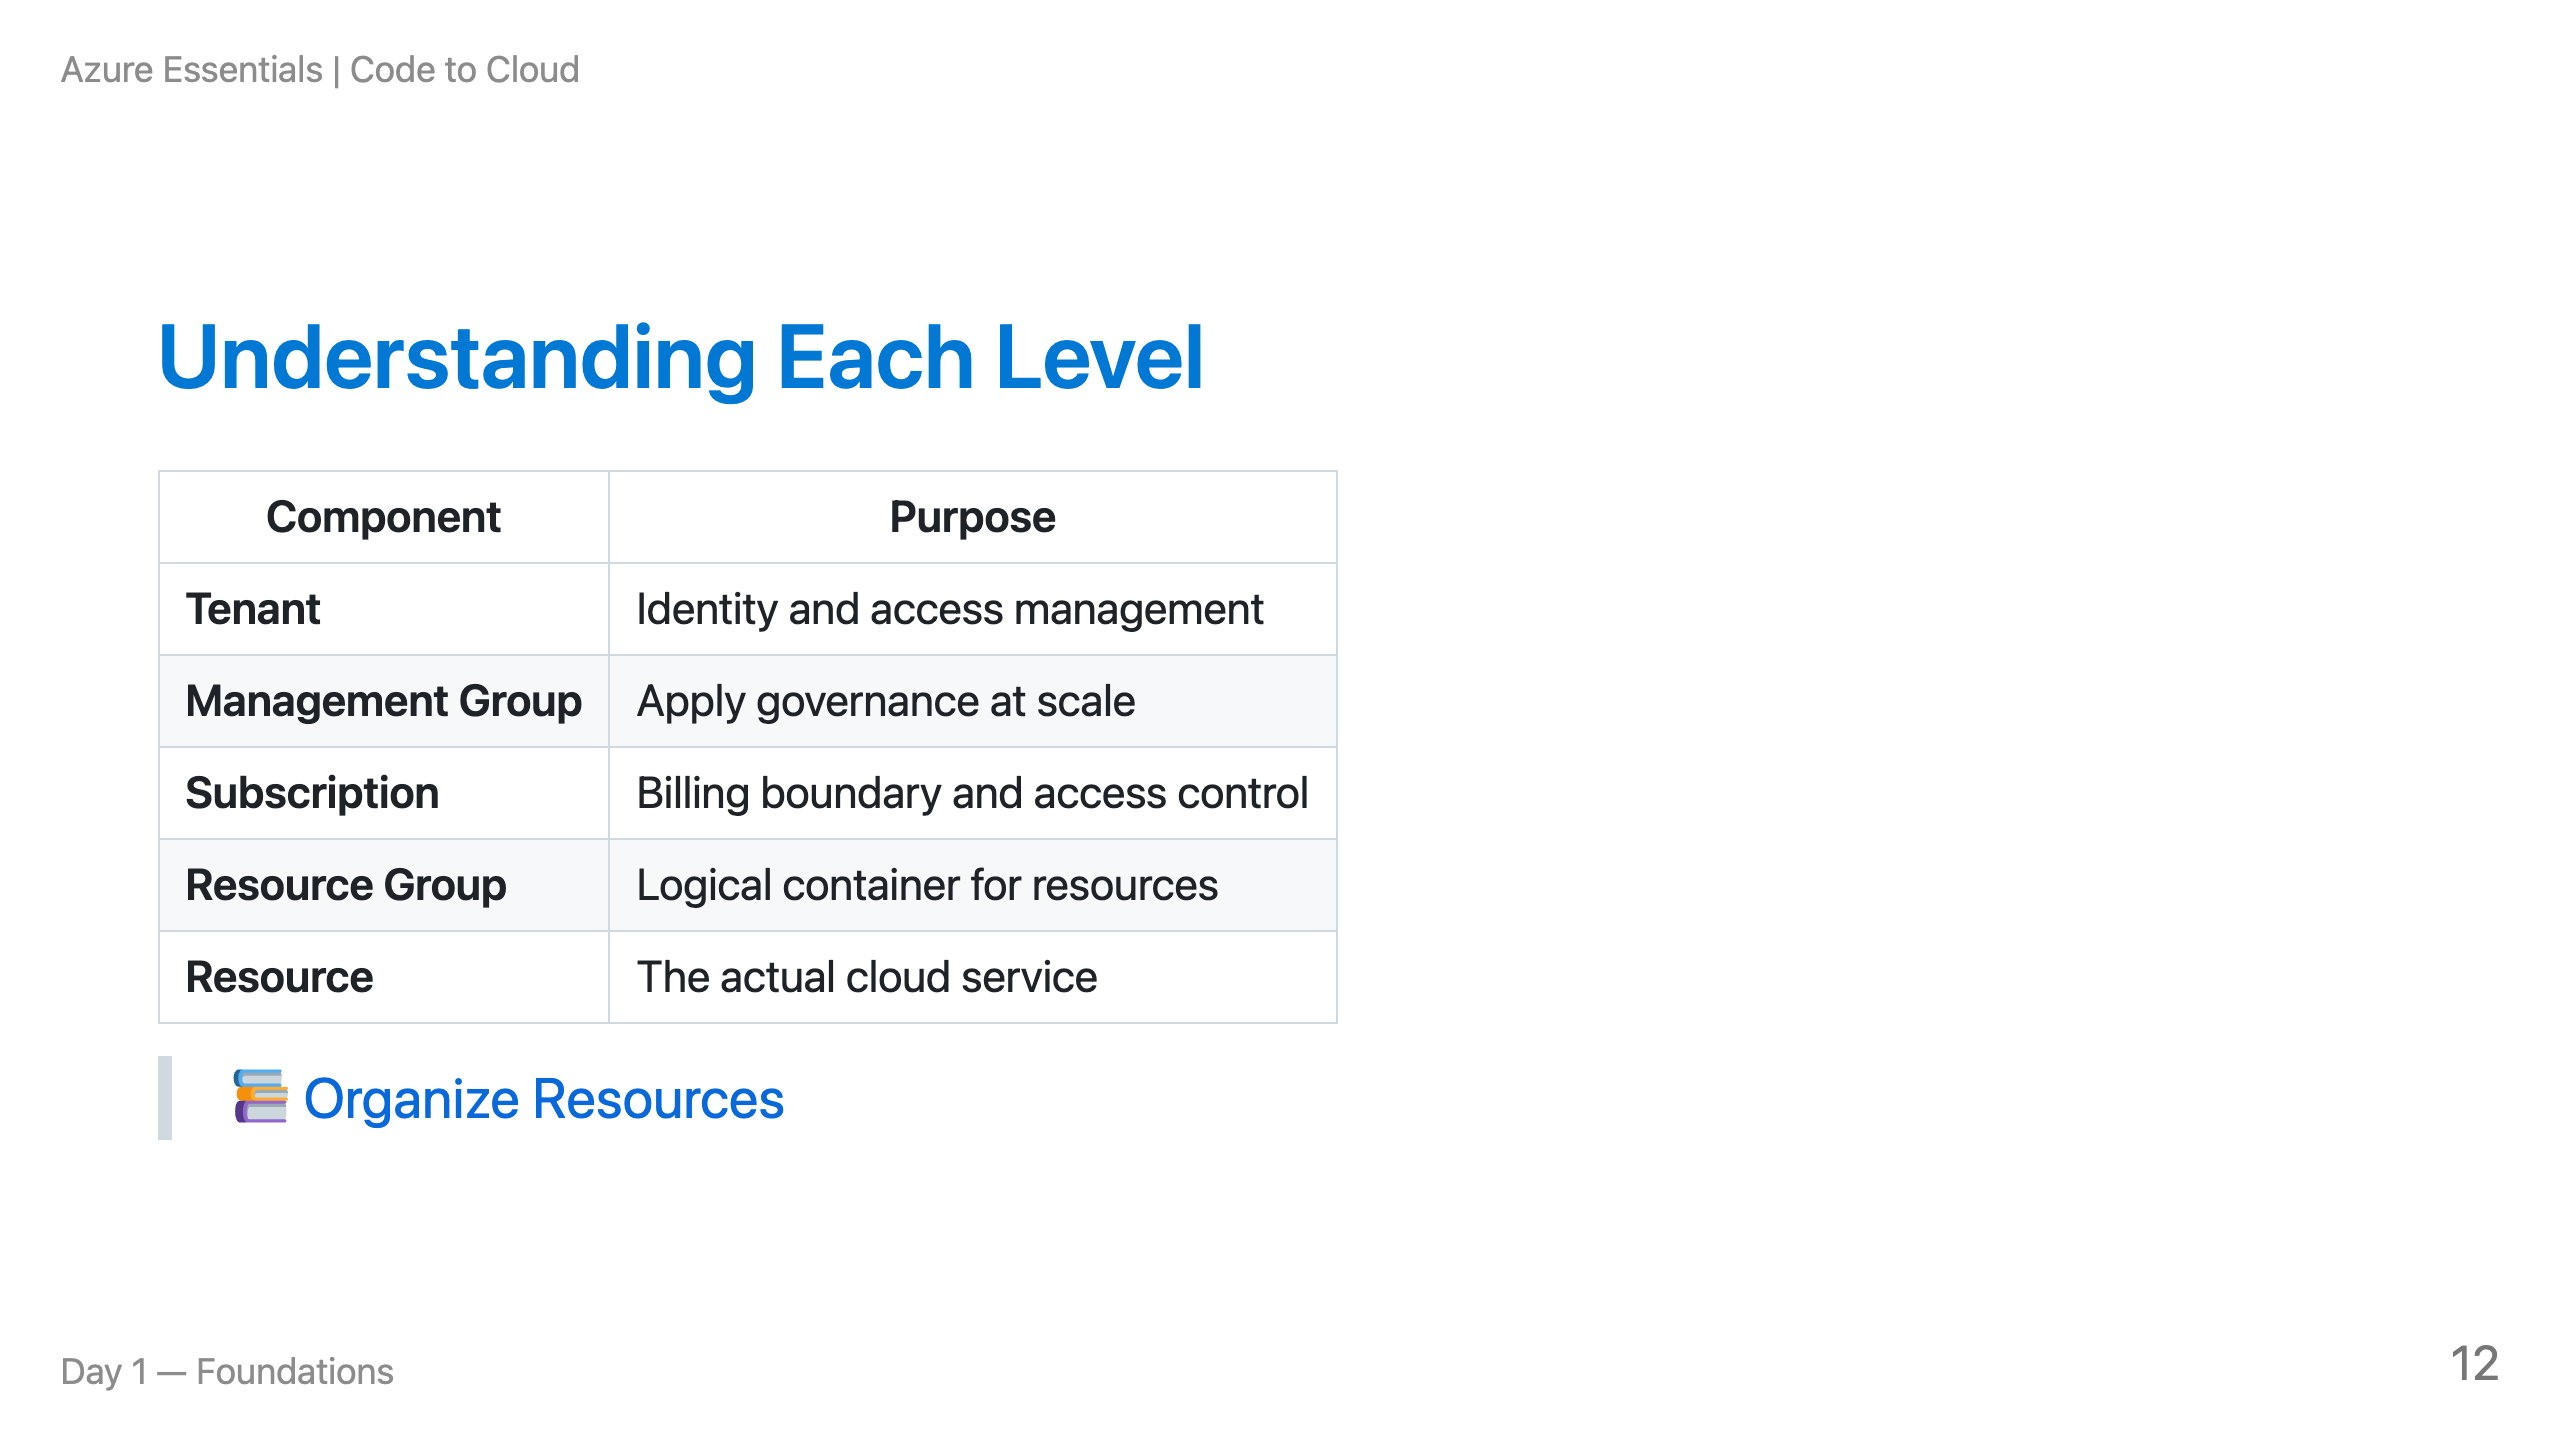 Azure Essentials | Code to Cloud
Understanding Each Level
Component Purpose
Tenant Identity and access management
Management Group Apply governance at scale
Subscription Billing boundary and access control
Resource Group Logical container for resources
Resource The actual cloud service
📚 Organize Resources
Day 1 — Foundations
12